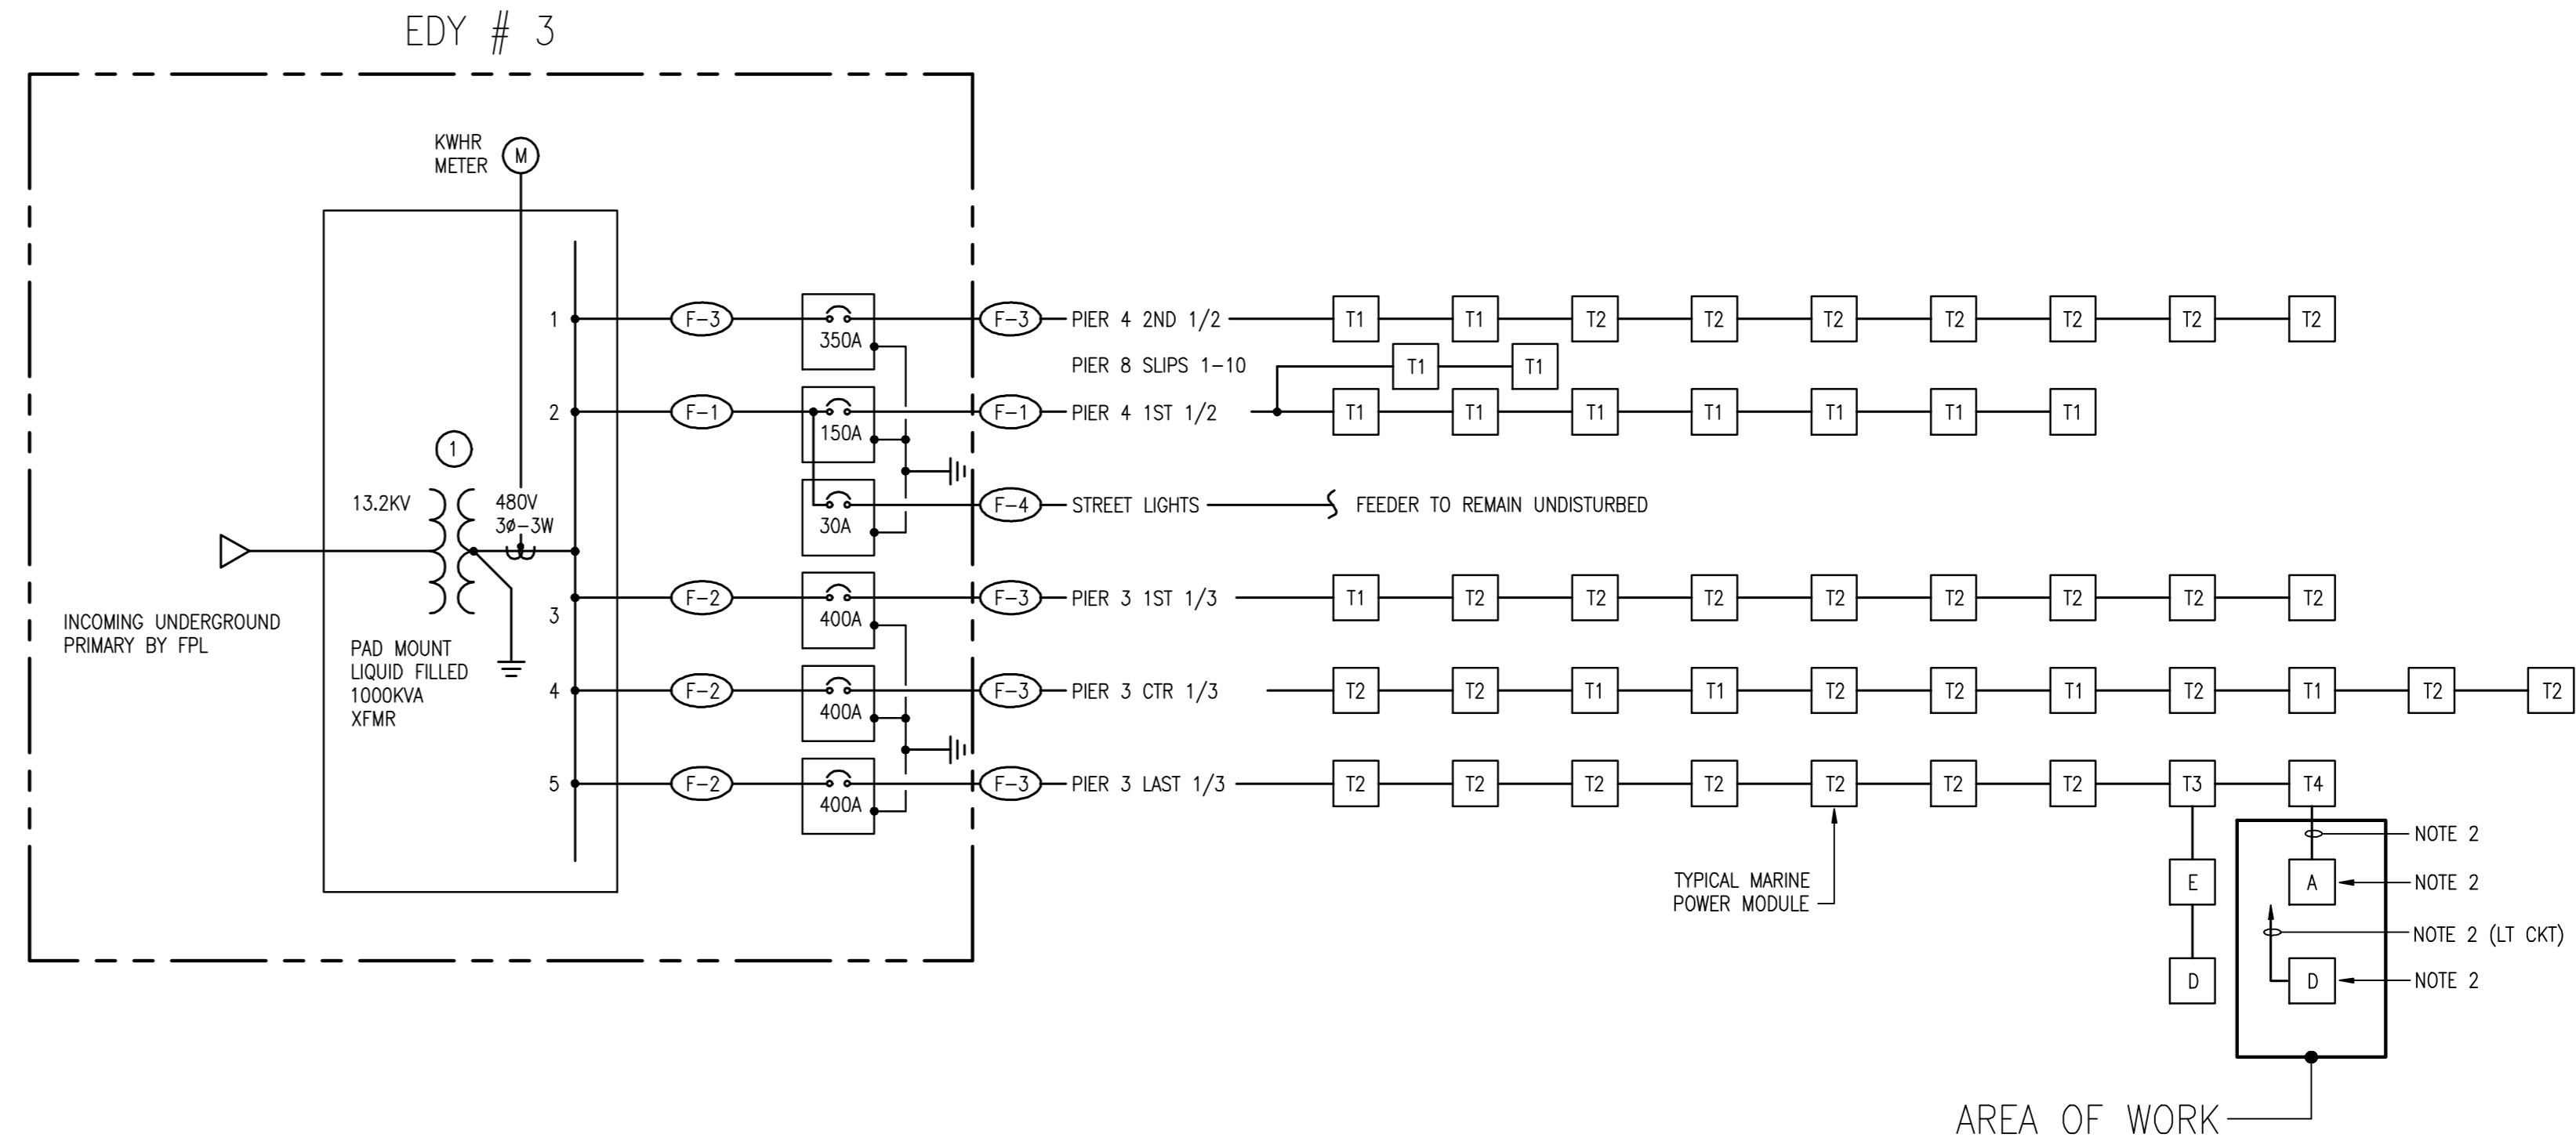 EDY # 3
KWHR
METER
M
1
13.2KV
480V
3ø-3W
INCOMING UNDERGROUND
PRIMARY BY FPL
PAD MOUNT
LIQUID FILLED
1000KVA
XFMR
1
F-3
350A
F-3
PIER 4 2ND 1/2
T1
T1
T2
T2
T2
T2
T2
T2
T2
PIER 8 SLIPS 1-10
T1
T1
2
F-1
150A
F-1
PIER 4 1ST 1/2
T1
T1
T1
T1
T1
T1
T1
30A
F-4
STREET LIGHTS
FEEDER TO REMAIN UNDISTURBED
3
F-2
400A
F-3
PIER 3 1ST 1/3
T1
T2
T2
T2
T2
T2
T2
T2
T2
4
F-2
400A
F-3
PIER 3 CTR 1/3
T2
T2
T1
T1
T2
T2
T1
T2
T1
T2
T2
5
F-2
400A
F-3
PIER 3 LAST 1/3
T2
T2
T2
T2
T2
T2
T2
T3
T4
TYPICAL MARINE
POWER MODULE
E
D
A
D
NOTE 2
NOTE 2
NOTE 2 (LT CKT)
NOTE 2
AREA OF WORK